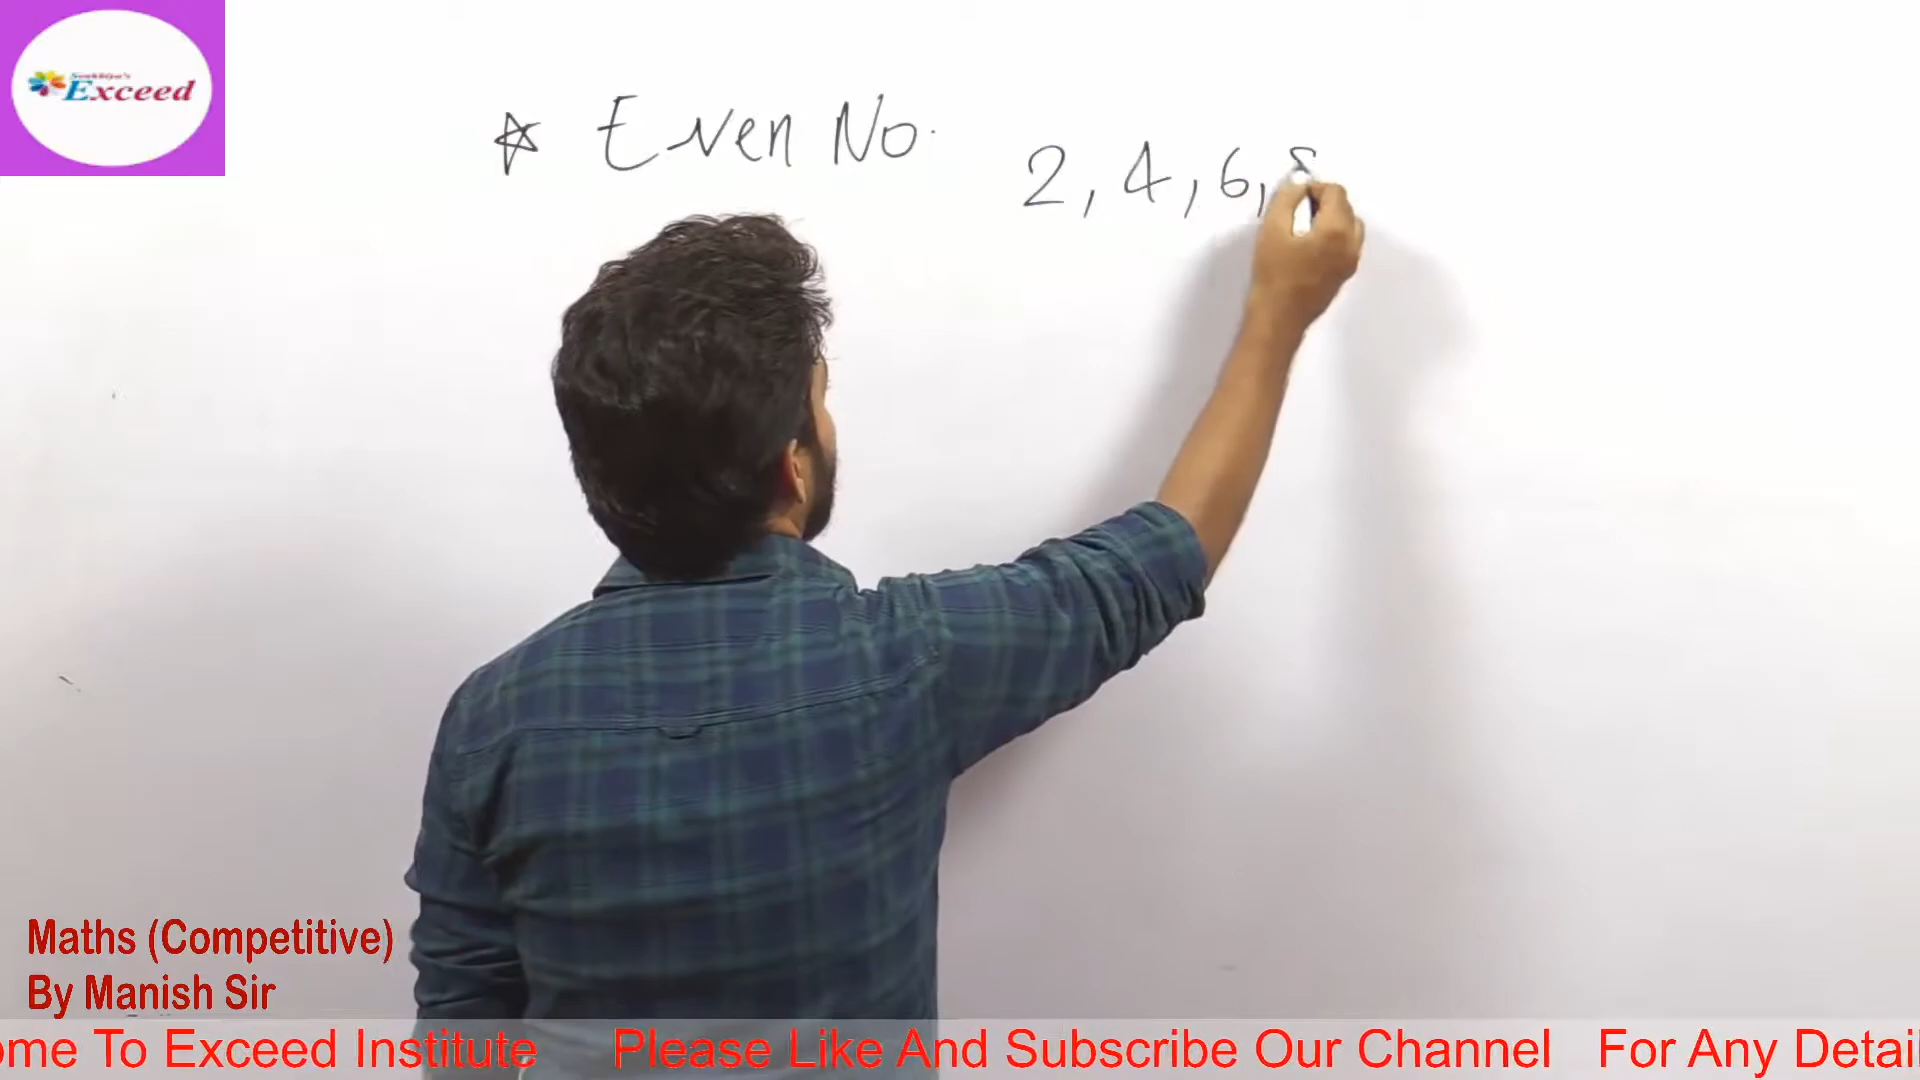 Exceed
☆ Even No.
2, 4, 6, 8
Maths (Competitive)
By Manish Sir
ome To Exceed Institute Please Like And Subscribe Our Channel For Any Detail